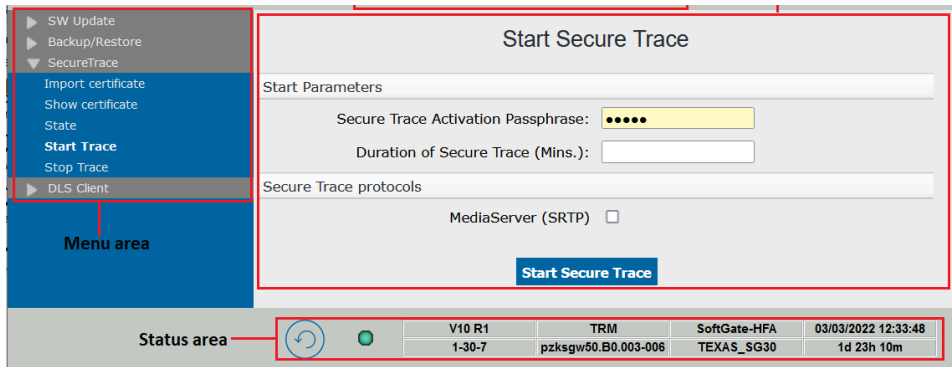 SW Update
Backup/Restore
SecureTrace
Import certificate
Show certificate
State
Start Trace
Stop Trace
DLS Client
Menu area
Start Secure Trace
Start Parameters
Secure Trace Activation Passphrase: •••••
Duration of Secure Trace (Mins.):
Secure Trace protocols
MediaServer (SRTP)
Start Secure Trace
Status area
V10 R1 TRM SoftGate-HFA 03/03/2022 12:33:48
1-30-7 pzksgw50.B0.003-006 TEXAS_SG30 1d 23h 10m